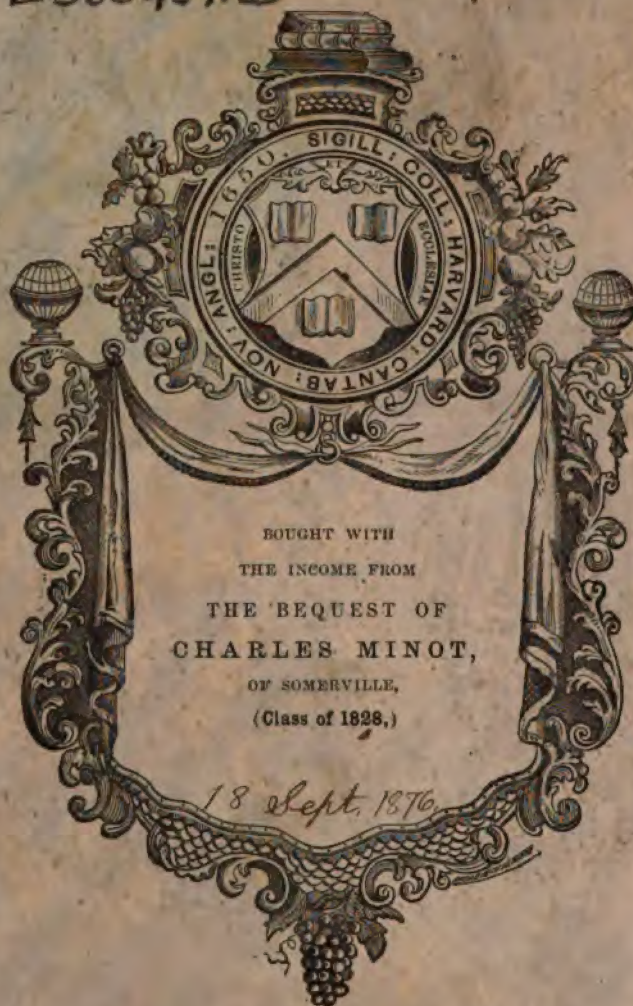 SIGILL: COLL: HARVARD: CANTAB: NOV: ANGL: 1650.
ET
CHRISTO
ECCLESIAE
BOUGHT WITH
THE INCOME FROM
THE BEQUEST OF
CHARLES MINOT,
OF SOMERVILLE,
(Class of 1828.)
18 Sept. 1876.